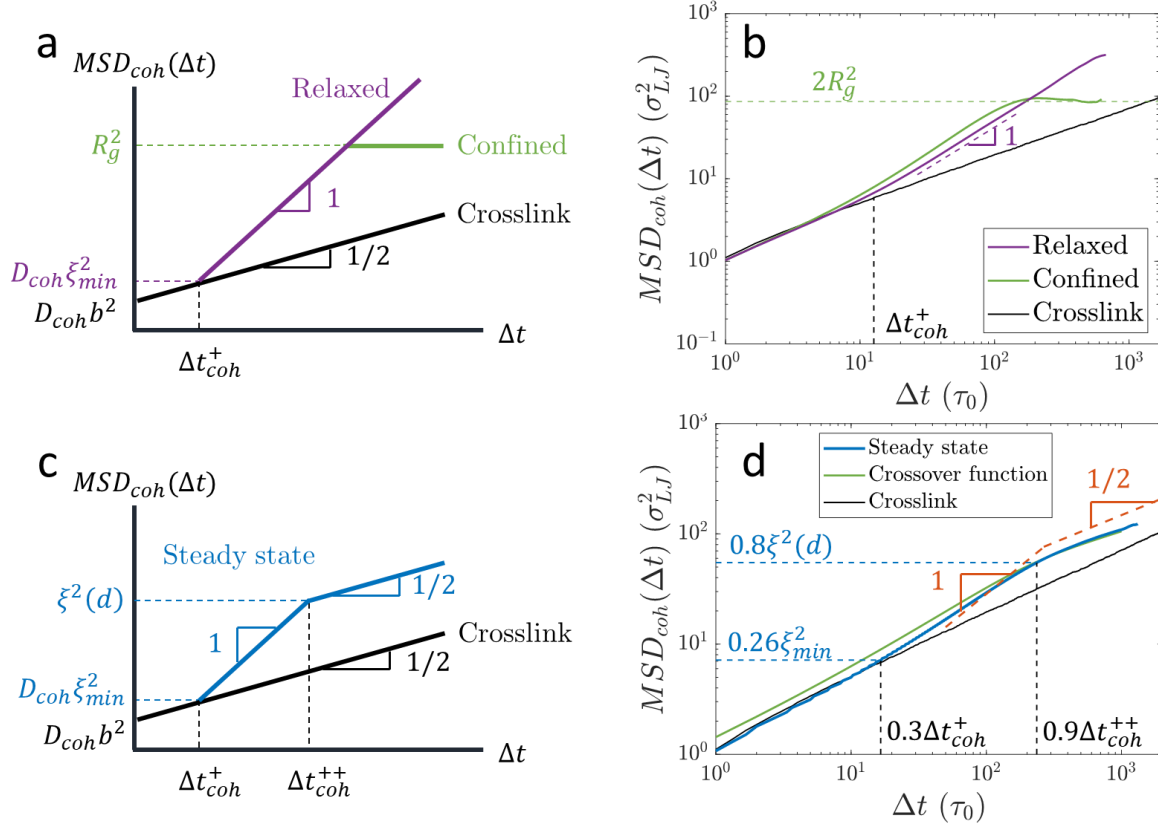 a
MSD_coh(Δt)
Relaxed
R_g^2
Confined
1
Crosslink
1/2
D_coh ξ_min^2
D_coh b^2
Δt_coh^+
Δt
b
MSD_coh(Δt) (σ_LJ^2)
10^3
10^2
10^1
10^0
10^-1
2R_g^2
1
Relaxed
Confined
Crosslink
Δt_coh^+
10^0
10^1
10^2
10^3
Δt (τ_0)
c
MSD_coh(Δt)
Steady state
ξ^2(d)
1/2
1
Crosslink
1/2
D_coh ξ_min^2
D_coh b^2
Δt_coh^+
Δt_coh^++
Δt
d
MSD_coh(Δt) (σ_LJ^2)
10^3
10^2
10^1
10^0
Steady state
Crossover function
Crosslink
1/2
0.8ξ^2(d)
1
0.26ξ_min^2
0.3Δt_coh^+
0.9Δt_coh^++
10^0
10^1
10^2
10^3
Δt (τ_0)